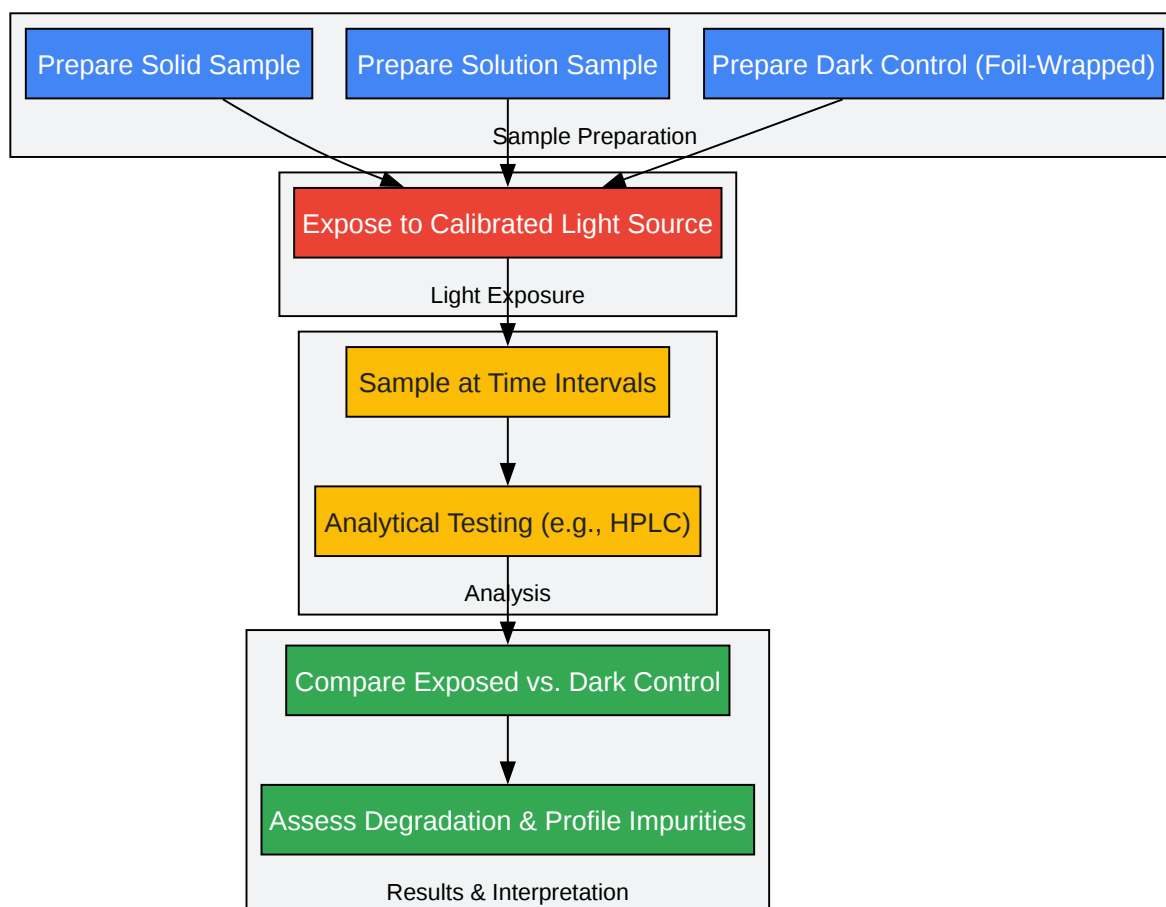 Prepare Solid Sample
Prepare Solution Sample
Prepare Dark Control (Foil-Wrapped)
Sample Preparation
Expose to Calibrated Light Source
Light Exposure
Sample at Time Intervals
Analytical Testing (e.g., HPLC)
Analysis
Compare Exposed vs. Dark Control
Assess Degradation & Profile Impurities
Results & Interpretation